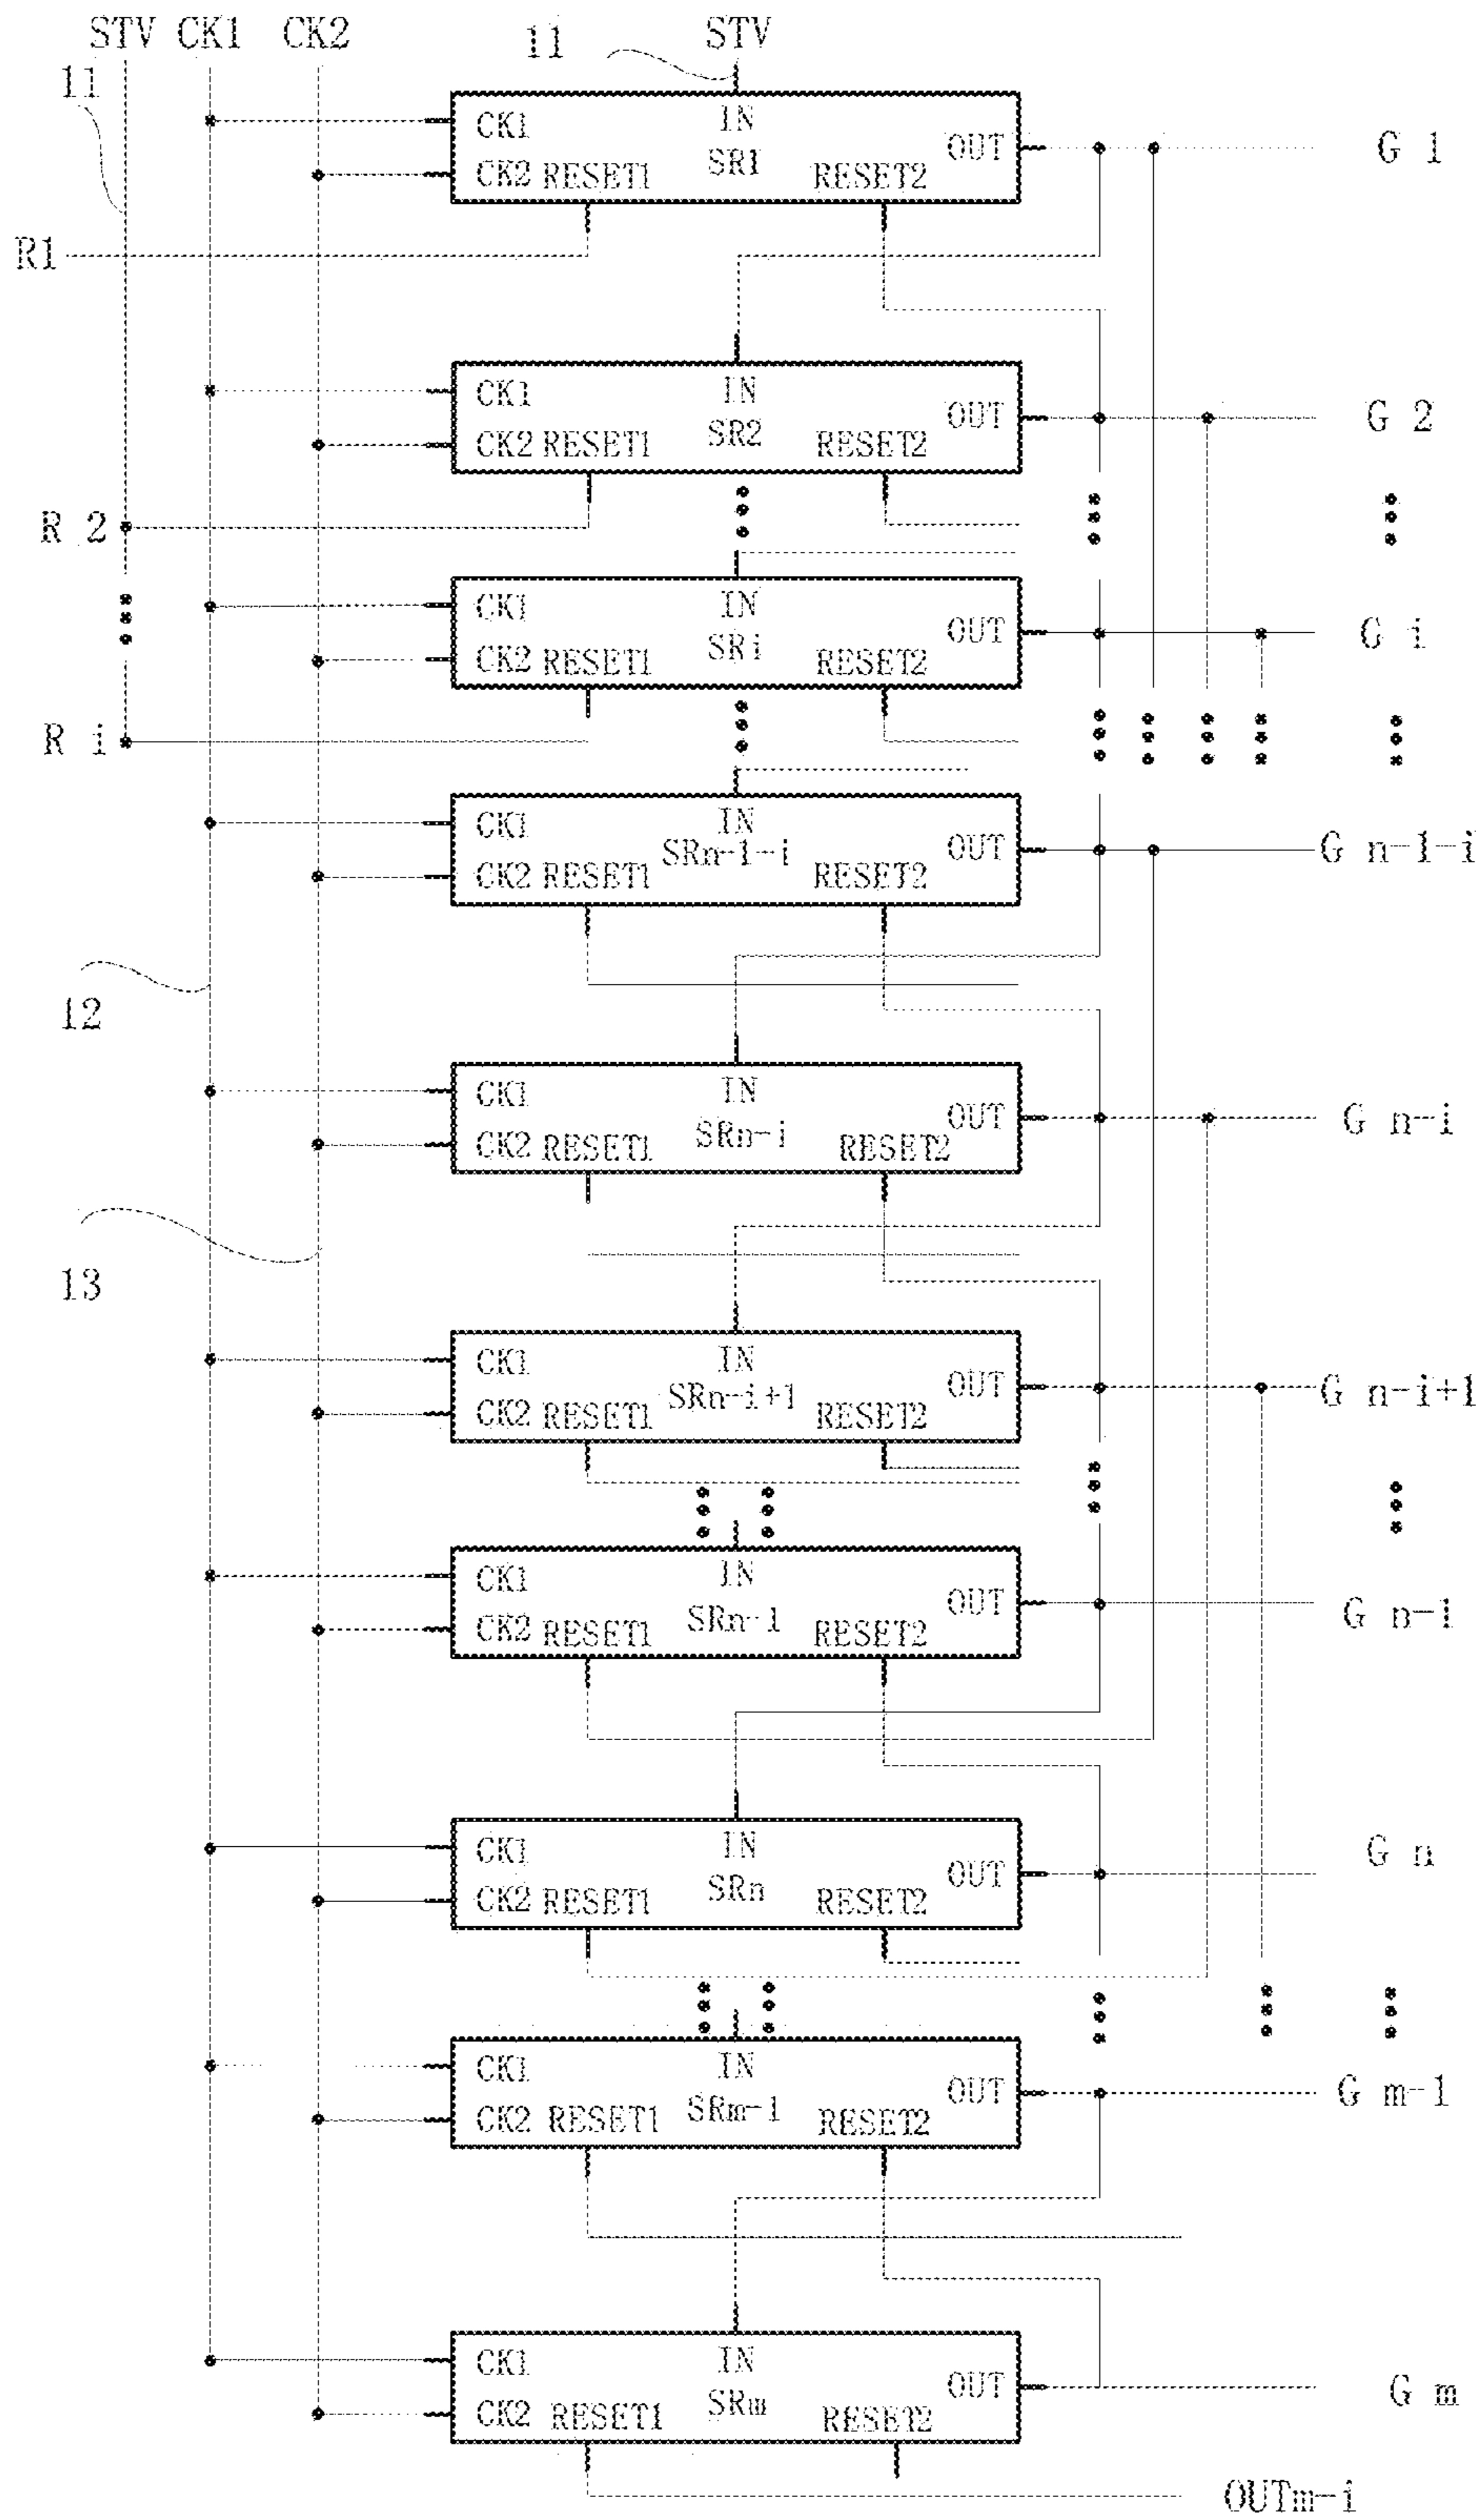 STV CK1 CK2 11 STV
11
CK1 IN OUT G 1
CK2 RESET1 SR1 RESET2
R1
CK1 IN OUT G 2
CK2 RESET1 SR2 RESET2
R 2
CK1 IN OUT G i
CK2 RESET1 SRi RESET2
R i
CK1 IN OUT G n-1-i
CK2 RESET1 SRn-1-i RESET2
12
CK1 IN OUT G n-i
CK2 RESET1 SRn-i RESET2
13
CK1 IN OUT G n-i+1
CK2 RESET1 SRn-i+1 RESET2
CK1 IN OUT G n-1
CK2 RESET1 SRn-1 RESET2
CK1 IN OUT G n
CK2 RESET1 SRn RESET2
CK1 IN OUT G m-1
CK2 RESET1 SRm-1 RESET2
CK1 IN OUT G m
CK2 RESET1 SRm RESET2
OUTm-i